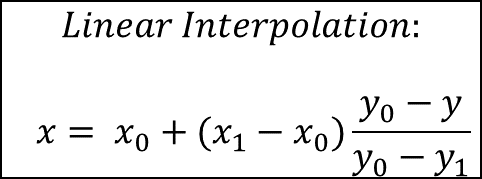 Linear Interpolation:
x = x₀ + (x₁ − x₀) (y₀ − y)/(y₀ − y₁)